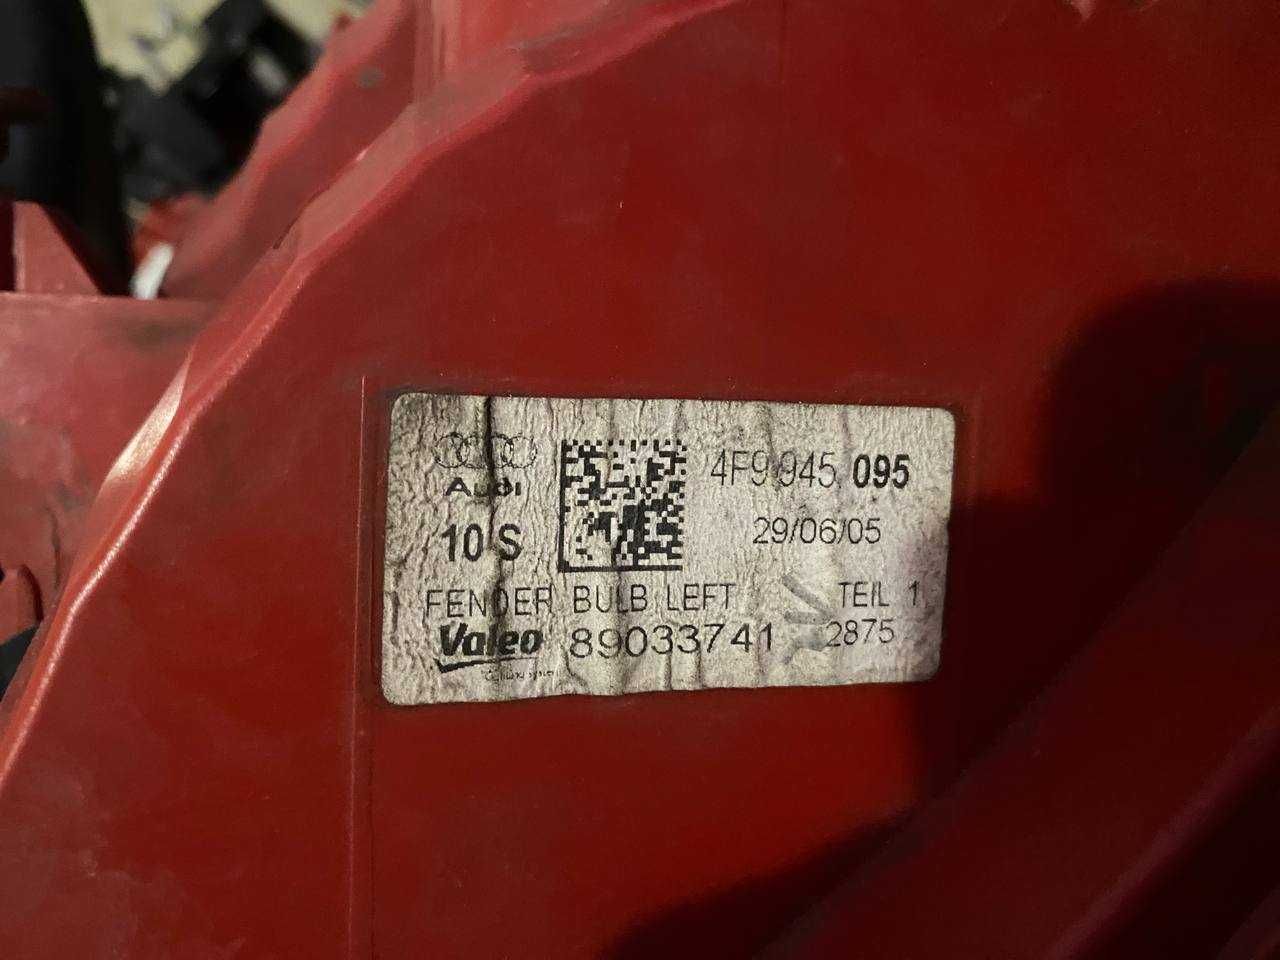 4F9 945 095
Audi
10 S
29/06/05
FENDER BULB LEFT TEIL 1
Valeo 89033741 2875